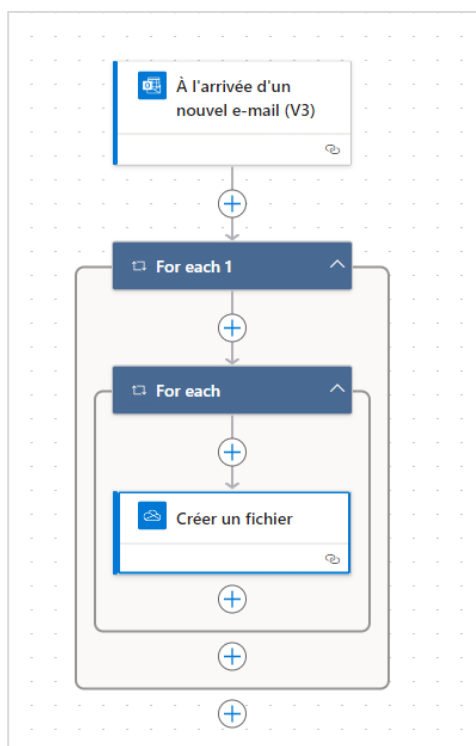 À l'arrivée d'un
nouvel e-mail (V3)
For each 1
For each
Créer un fichier